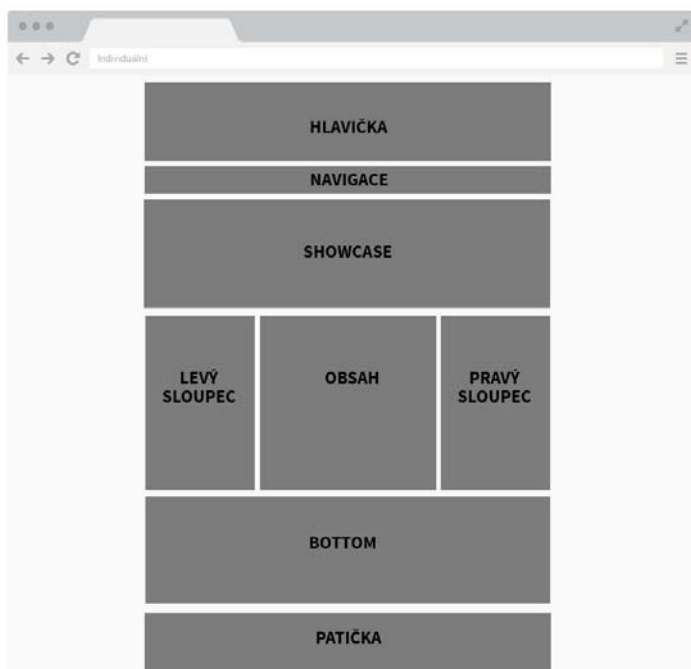 Individuální
HLAVIČKA
NAVIGACE
SHOWCASE
LEVÝ
SLOUPEC
OBSAH
PRAVÝ
SLOUPEC
BOTTOM
PATIČKA